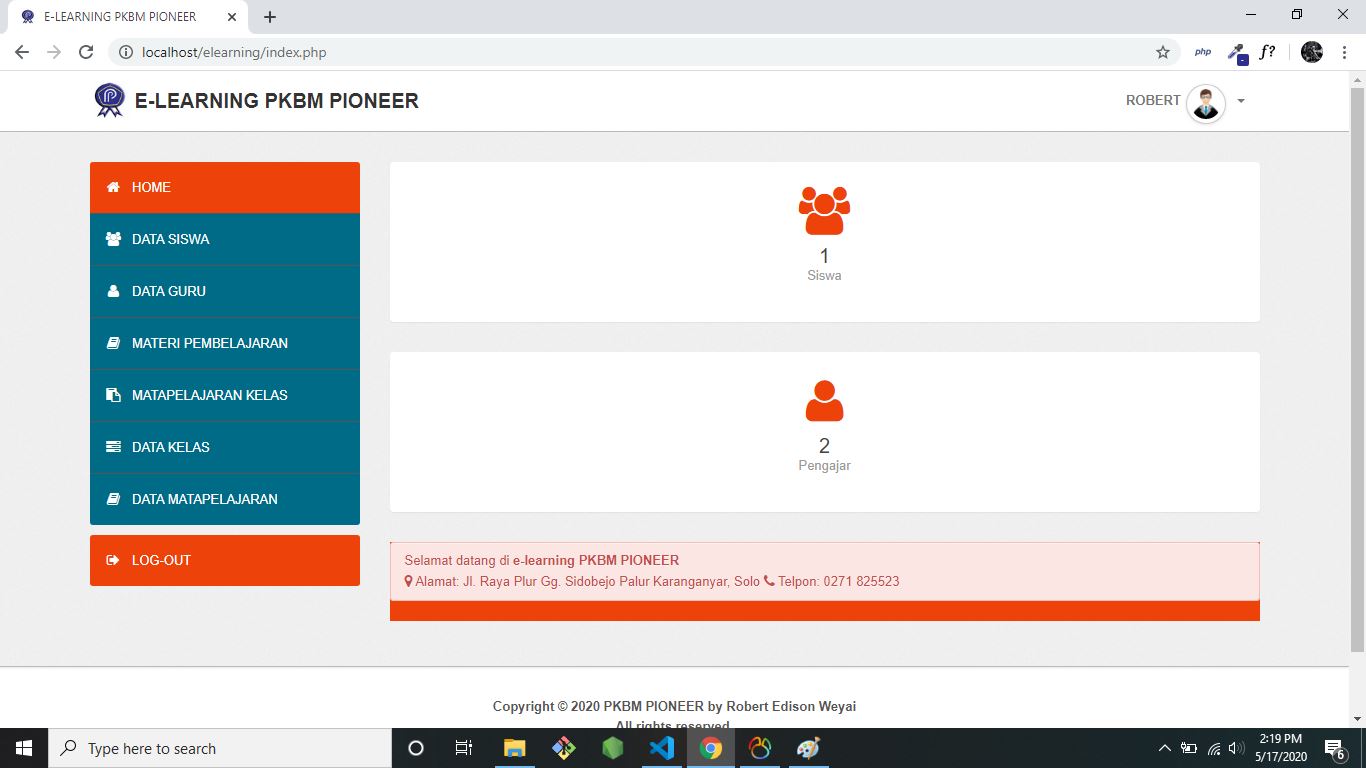 E-LEARNING PKBM PIONEER
localhost/elearning/index.php
php
f?
E-LEARNING PKBM PIONEER
ROBERT
HOME
DATA SISWA
DATA GURU
MATERI PEMBELAJARAN
MATAPELAJARAN KELAS
DATA KELAS
DATA MATAPELAJARAN
LOG-OUT
1
Siswa
2
Pengajar
Selamat datang di e-learning PKBM PIONEER
Alamat: Jl. Raya Plur Gg. Sidobejo Palur Karanganyar, Solo Telpon: 0271 825523
Copyright © 2020 PKBM PIONEER by Robert Edison Weyai
All rights reserved
Type here to search
2:19 PM
5/17/2020
6